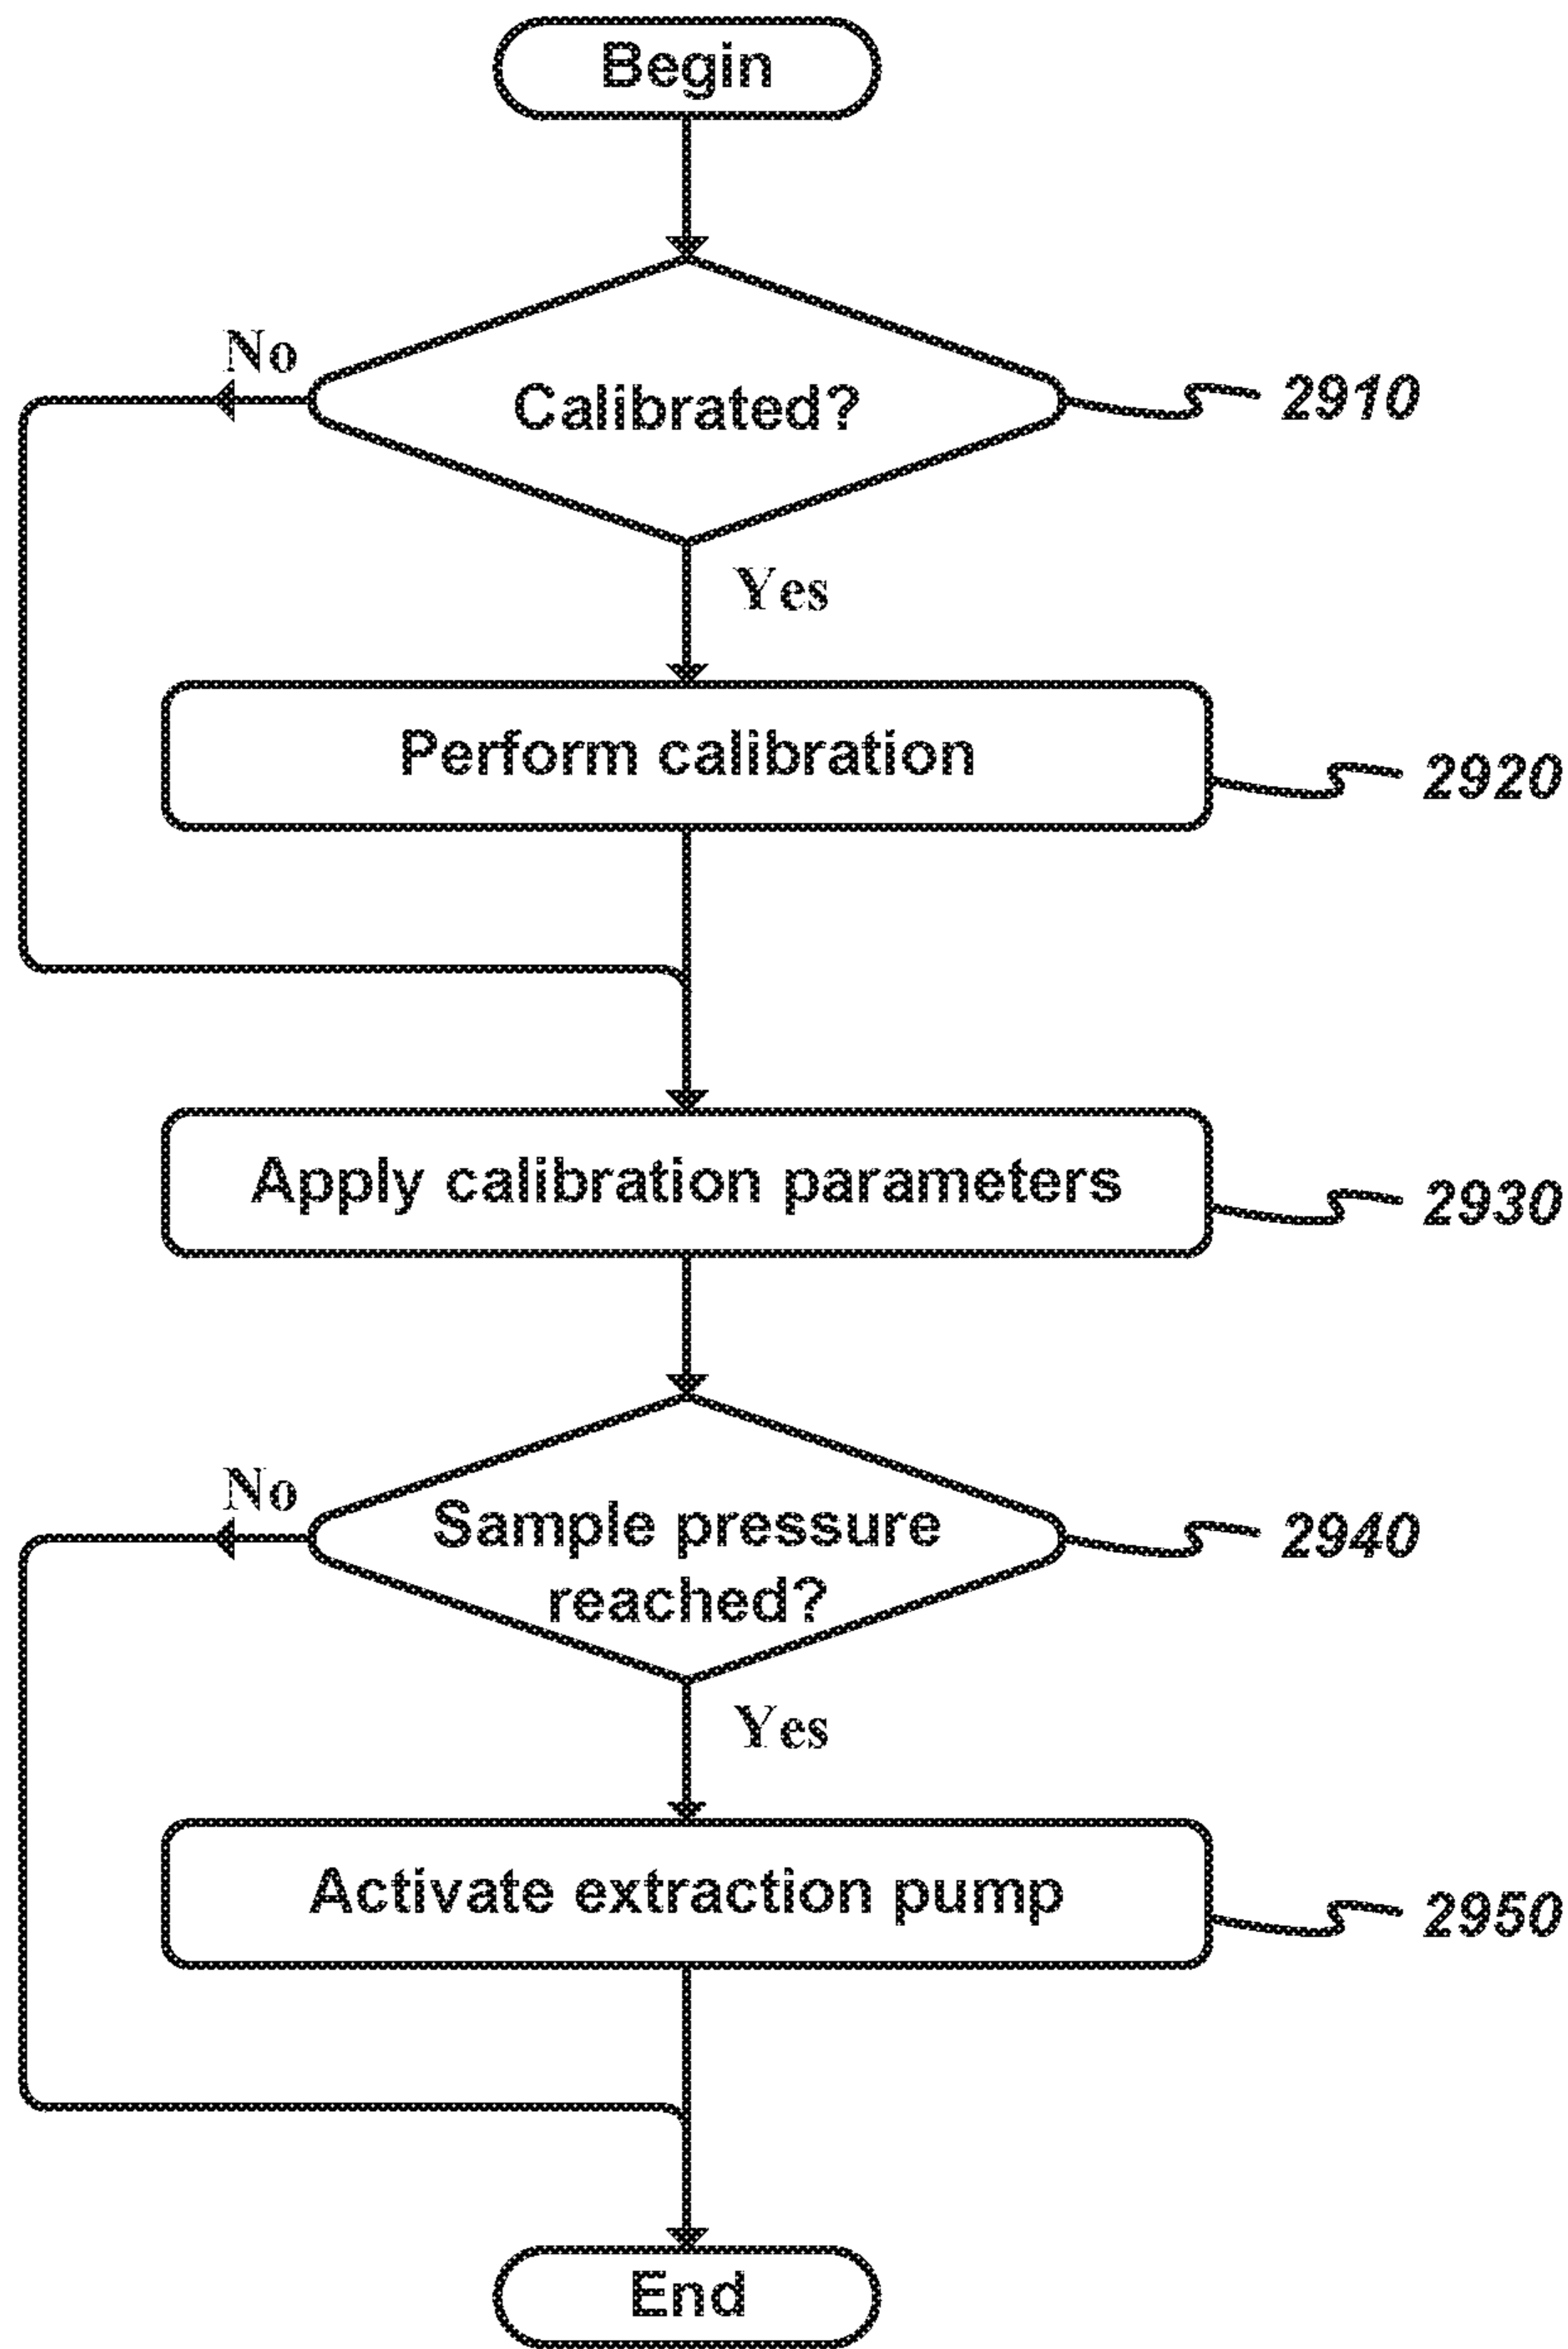 Begin
No
Calibrated?
2910
Yes
Perform calibration
2920
Apply calibration parameters
2930
No
Sample pressure
reached?
2940
Yes
Activate extraction pump
2950
End